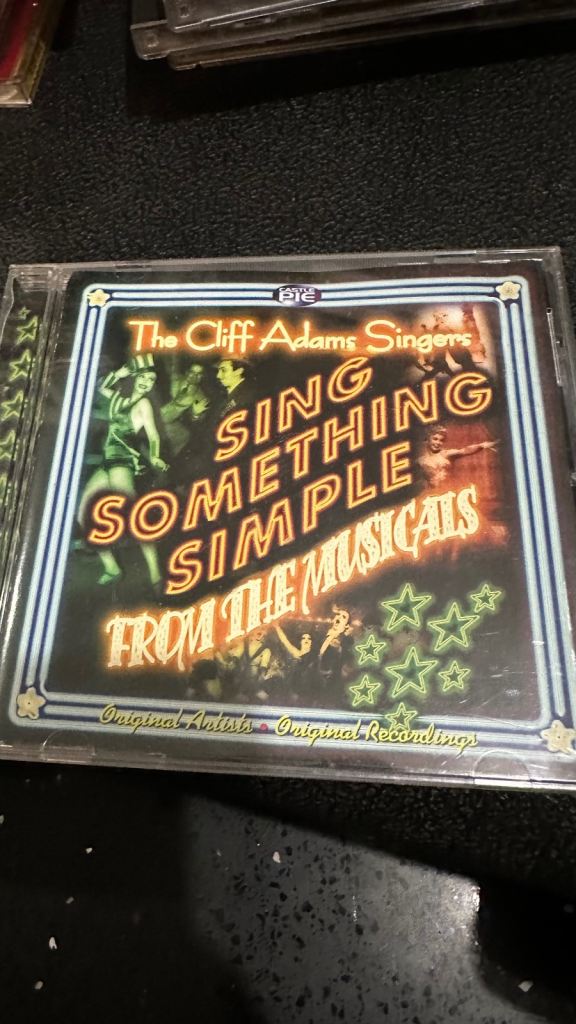 CASTLE
PIE
The Cliff Adams Singers
SING
SOMETHING
SIMPLE
FROM THE MUSICALS
Original Artists • Original Recordings